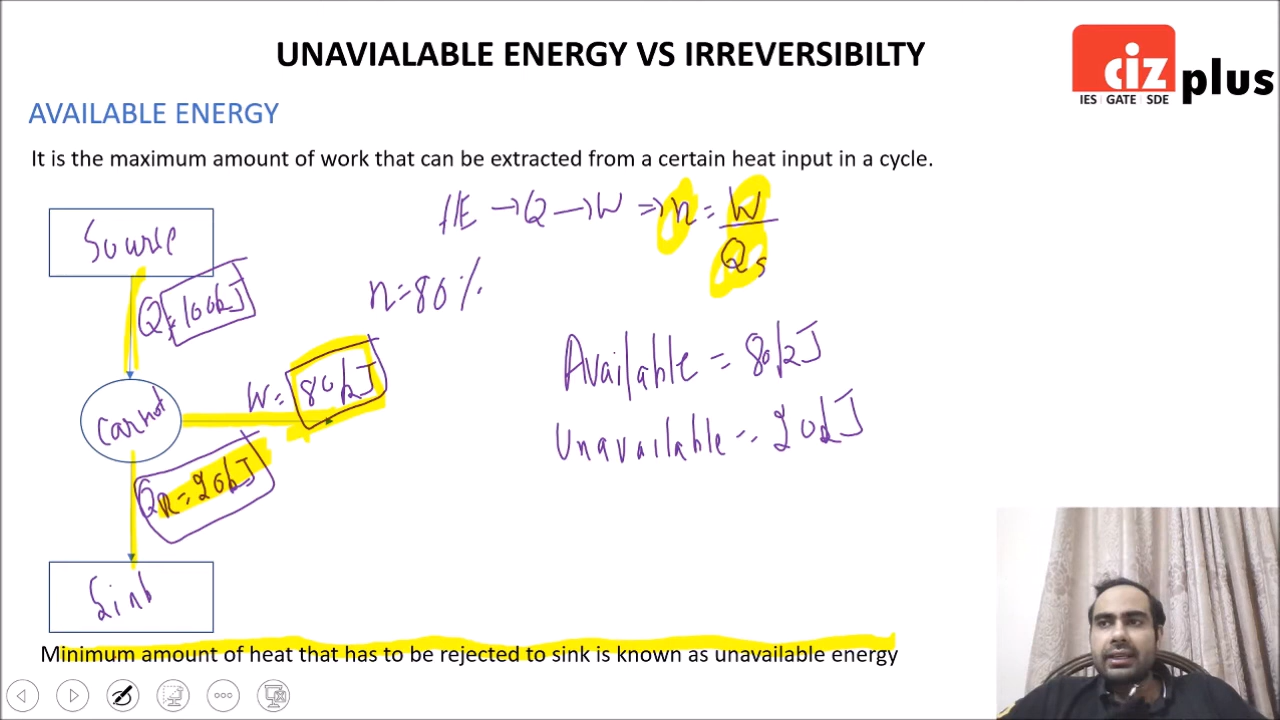 UNAVIALABLE ENERGY VS IRREVERSIBILTY
ciz plus
IES | GATE | SDE
AVAILABLE ENERGY
It is the maximum amount of work that can be extracted from a certain heat input in a cycle.
HE → Q → W ⇒ η = W / Qs
Source
Q = 100kJ
η = 80%
Available = 80kJ
W = 80kJ
Carnot
Unavailable = 20kJ
QR = 20kJ
Sink
Minimum amount of heat that has to be rejected to sink is known as unavailable energy